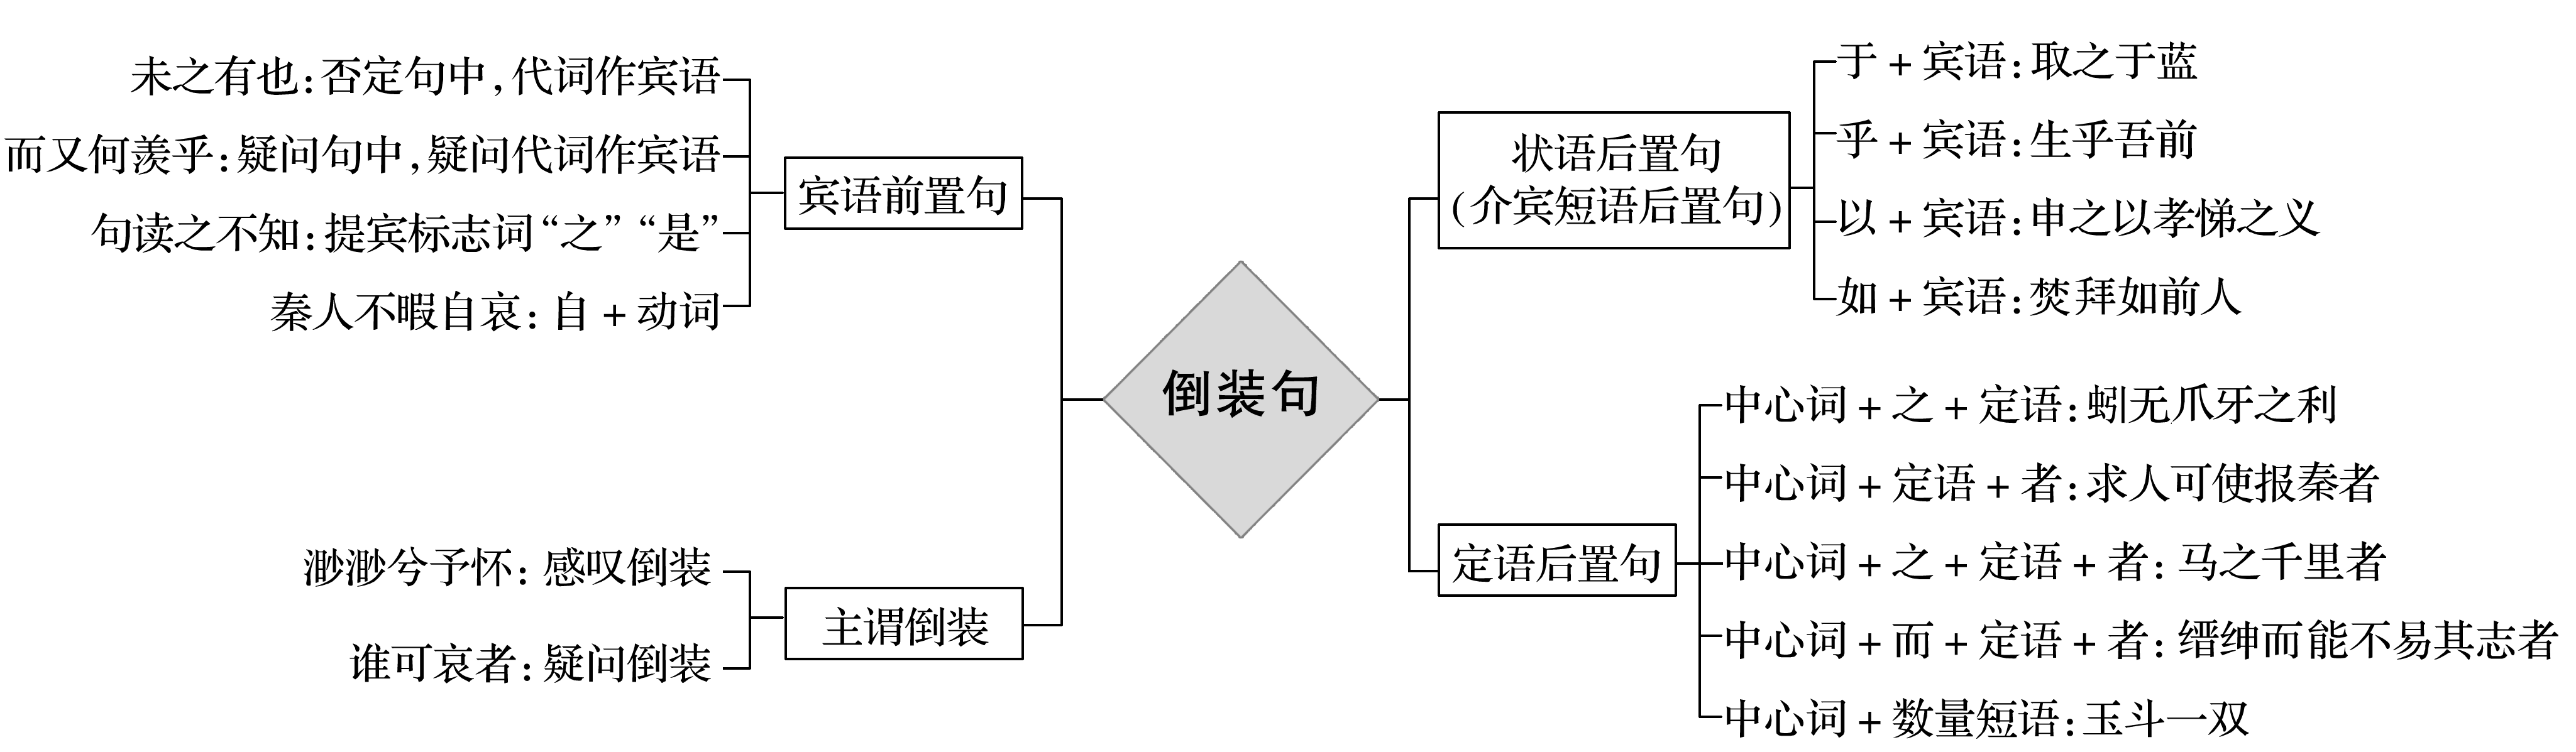 未之有也：否定句中，代词作宾语
而又何羡乎：疑问句中，疑问代词作宾语
句读之不知：提宾标志词“之”“是”
秦人不暇自哀：自+动词
宾语前置句
渺渺兮予怀：感叹倒装
谁可哀者：疑问倒装
主谓倒装
倒装句
状语后置句
(介宾短语后置句)
于+宾语：取之于蓝
乎+宾语：生乎吾前
以+宾语：申之以孝悌之义
如+宾语：焚拜如前人
定语后置句
中心词+之+定语：蚓无爪牙之利
中心词+定语+者：求人可使报秦者
中心词+之+定语+者：马之千里者
中心词+而+定语+者：缙绅而能不易其志者
中心词+数量短语：玉斗一双